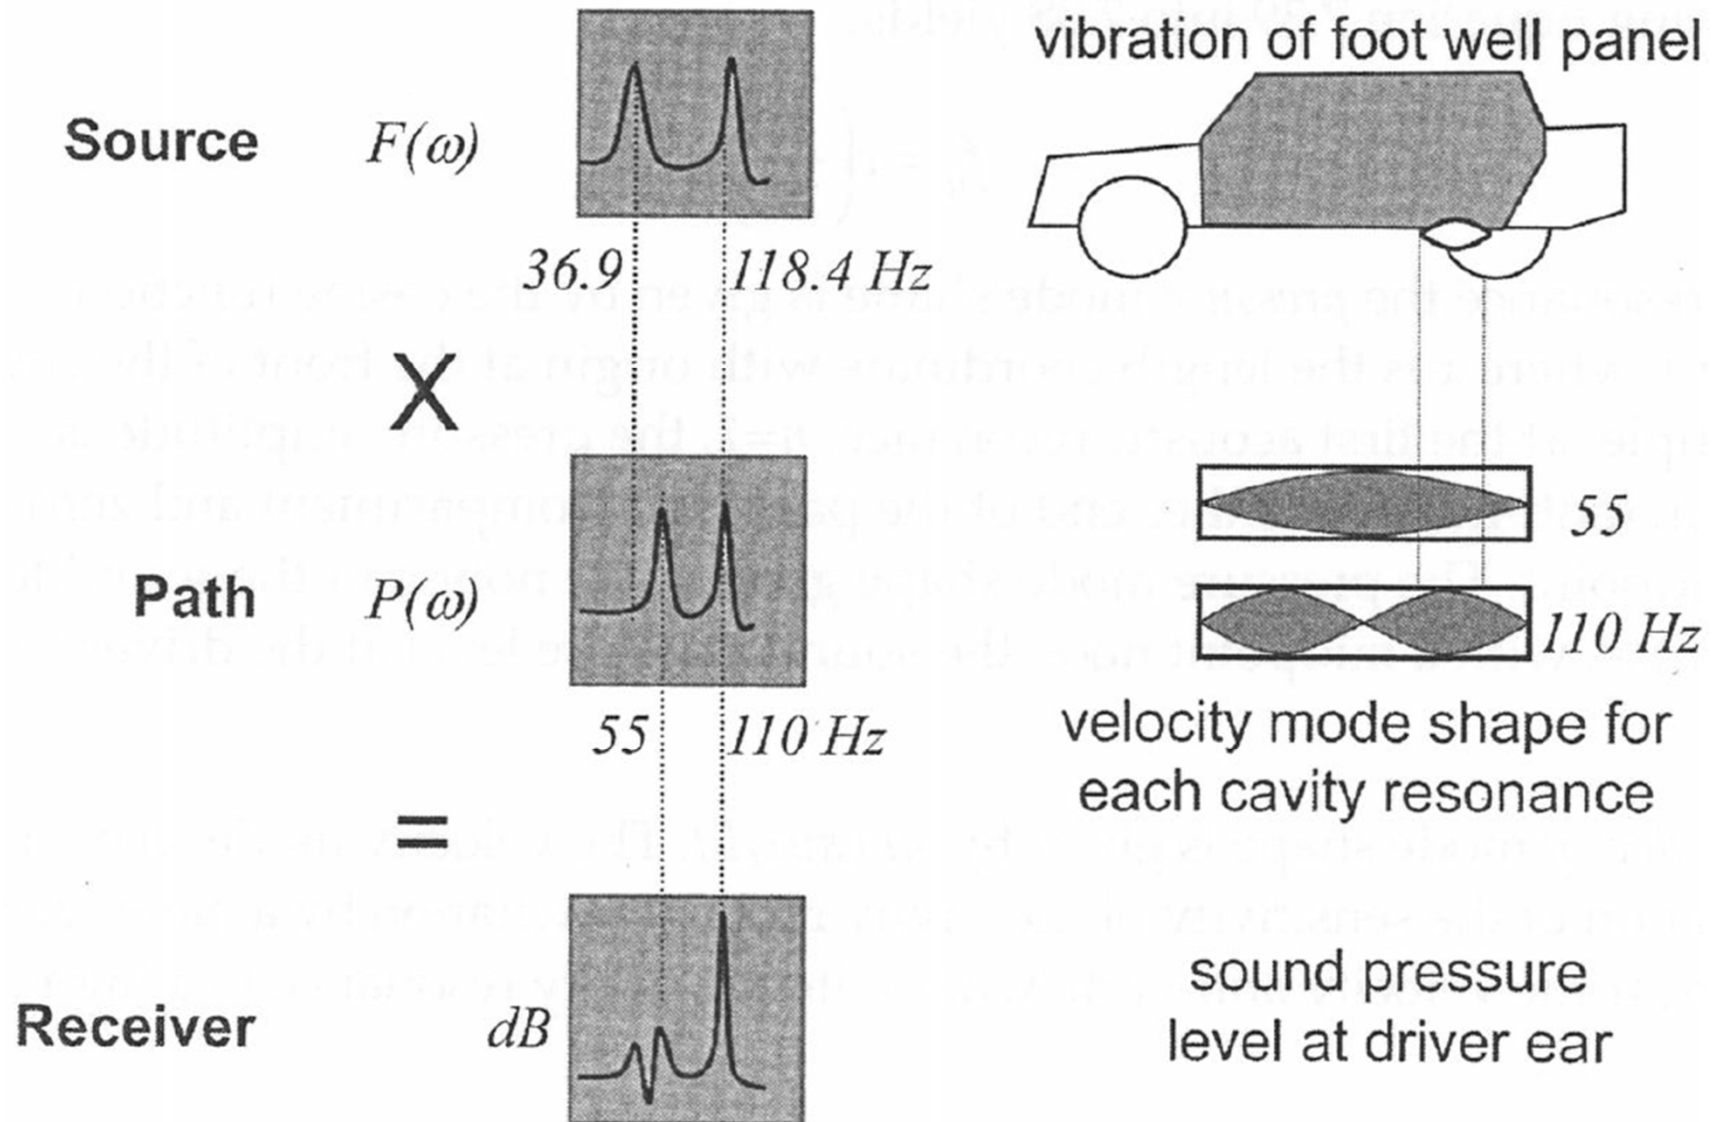 vibration of foot well panel
Source F(ω)
36.9 118.4 Hz
X
55
Path P(ω)
110 Hz
55 110 Hz
velocity mode shape for
each cavity resonance
=
sound pressure
level at driver ear
Receiver dB